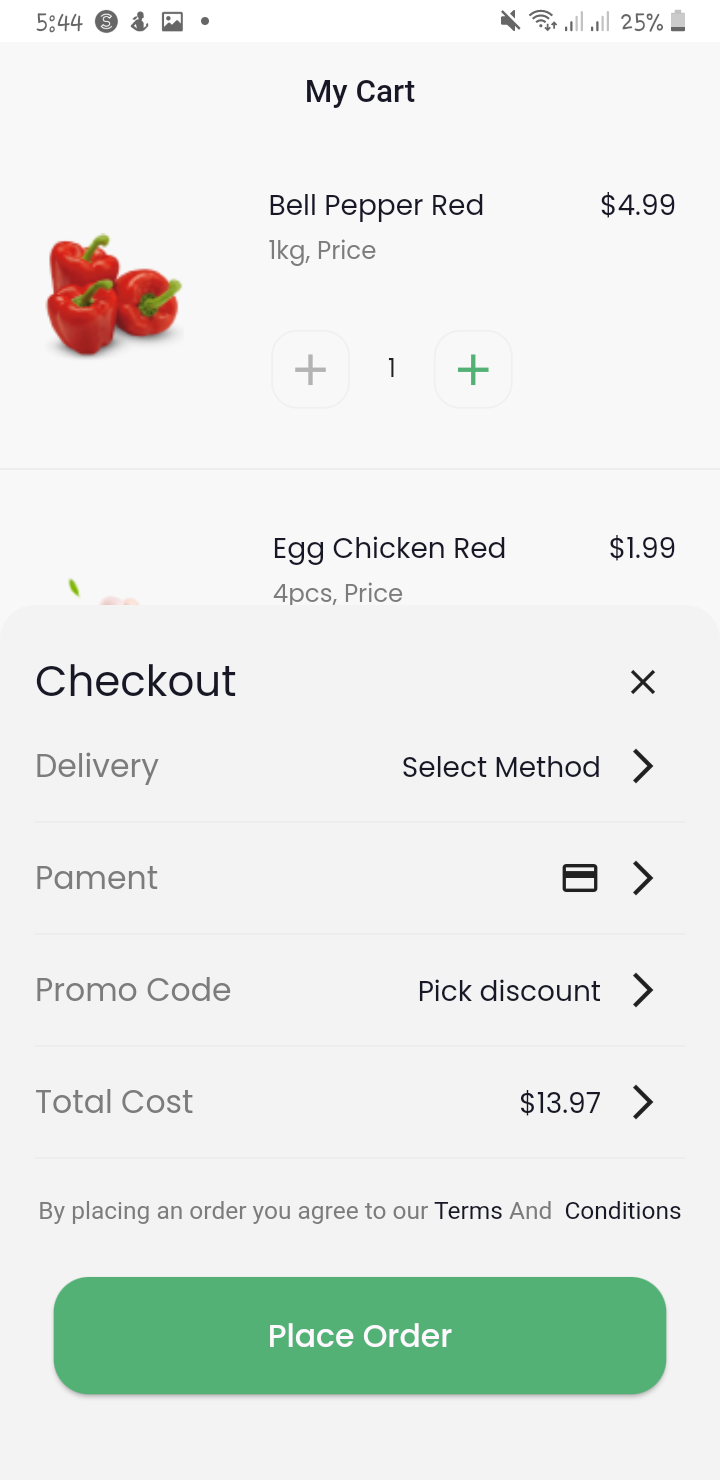 5:44 25%
My Cart
Bell Pepper Red $4.99
1kg, Price
1
Egg Chicken Red $1.99
4pcs, Price
Checkout
Delivery Select Method
Pament
Promo Code Pick discount
Total Cost $13.97
By placing an order you agree to our Terms And Conditions
Place Order